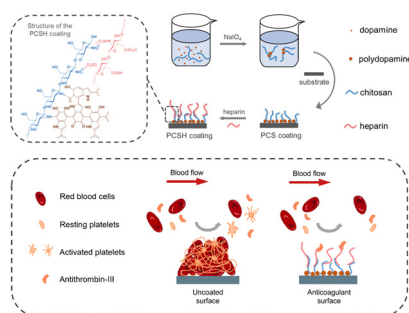 Structure of the
PCSH coating
NaIO4
substrate
heparin
PCSH coating
PCS coating
dopamine
polydopamine
chitosan
heparin
Blood flow
Blood flow
Red blood cells
Resting platelets
Activated platelets
Antithrombin-III
Uncoated
surface
Anticoagulant
surface